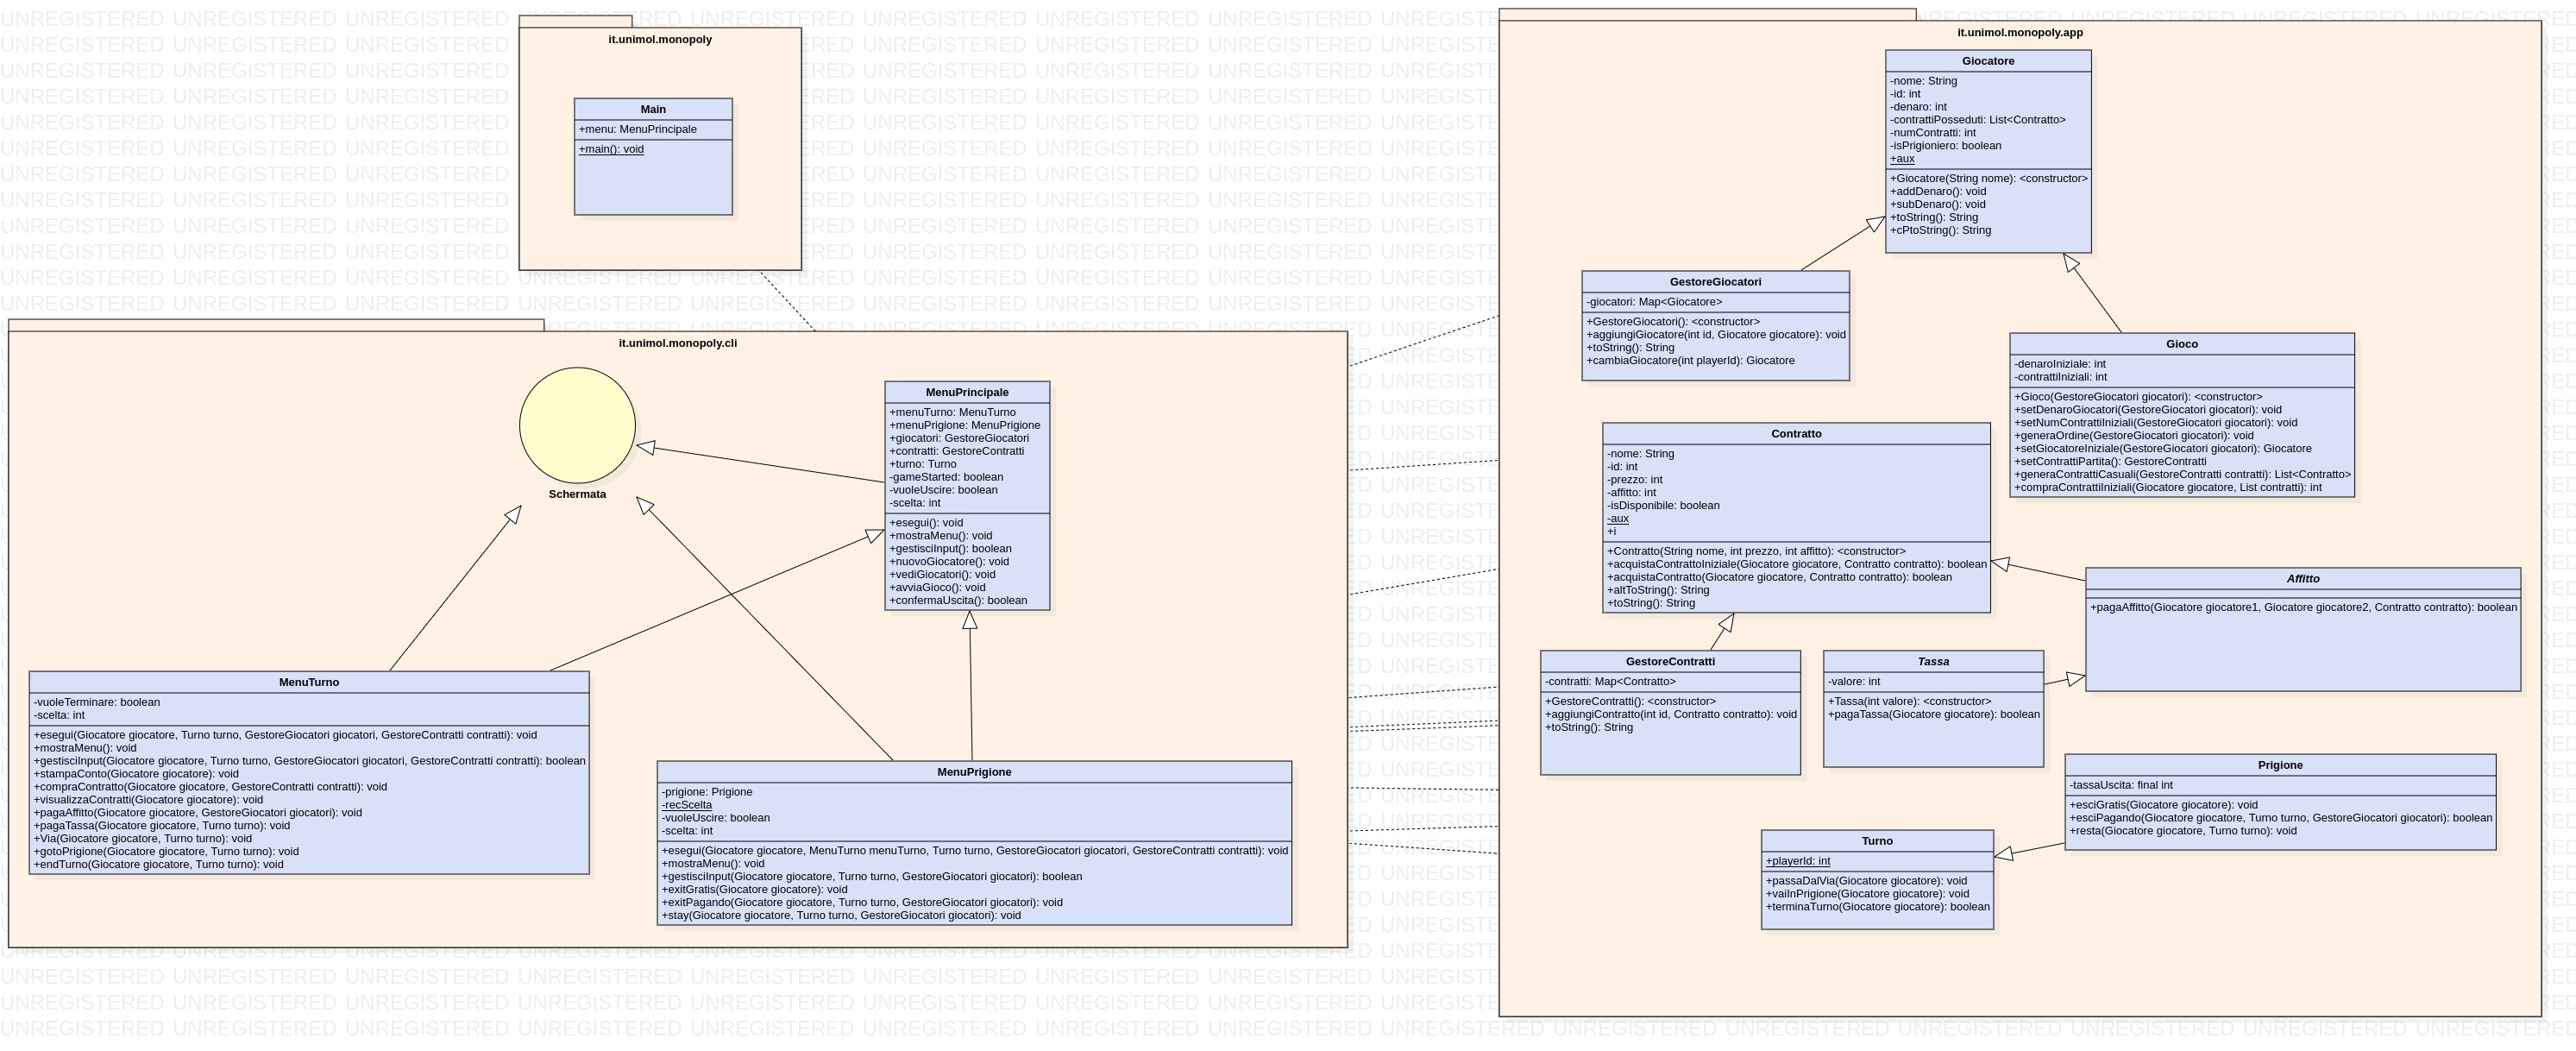 it.unimol.monopoly
Main
+menu: MenuPrincipale
+main(): void
it.unimol.monopoly.cli
Schermata
MenuPrincipale
+menuTurno: MenuTurno
+menuPrigione: MenuPrigione
+giocatori: GestoreGiocatori
+contratti: GestoreContratti
+turno: Turno
-gameStarted: boolean
-vuoleUscire: boolean
-scelta: int
+esegui(): void
+mostraMenu(): void
+gestisciInput(): boolean
+nuovoGiocatore(): void
+vediGiocatori(): void
+avviaGioco(): void
+confermaUscita(): boolean
MenuTurno
-vuoleTerminare: boolean
-scelta: int
+esegui(Giocatore giocatore, Turno turno, GestoreGiocatori giocatori, GestoreContratti contratti): void
+mostraMenu(): void
+gestisciInput(Giocatore giocatore, Turno turno, GestoreGiocatori giocatori, GestoreContratti contratti): boolean
+stampaConto(Giocatore giocatore): void
+compraContratto(Giocatore giocatore, GestoreContratti contratti): void
+visualizzaContratti(Giocatore giocatore): void
+pagaAffitto(Giocatore giocatore, GestoreGiocatori giocatori): void
+pagaTassa(Giocatore giocatore, Turno turno): void
+Via(Giocatore giocatore, Turno turno): void
+gotoPrigione(Giocatore giocatore, Turno turno): void
+endTurno(Giocatore giocatore, Turno turno): void
MenuPrigione
-prigione: Prigione
-recScelta
-vuoleUscire: boolean
-scelta: int
+esegui(Giocatore giocatore, MenuTurno menuTurno, Turno turno, GestoreGiocatori giocatori, GestoreContratti contratti): void
+mostraMenu(): void
+gestisciInput(Giocatore giocatore, Turno turno, GestoreGiocatori giocatori): boolean
+exitGratis(Giocatore giocatore): void
+exitPagando(Giocatore giocatore, Turno turno, GestoreGiocatori giocatori): void
+stay(Giocatore giocatore, Turno turno, GestoreGiocatori giocatori): void
it.unimol.monopoly.app
Giocatore
-nome: String
-id: int
-denaro: int
-contrattiPosseduti: List<Contratto>
-numContratti: int
-isPrigioniero: boolean
+aux
+Giocatore(String nome): <constructor>
+addDenaro(): void
+subDenaro(): void
+toString(): String
+cPtoString(): String
GestoreGiocatori
-giocatori: Map<Giocatore>
+GestoreGiocatori(): <constructor>
+aggiungiGiocatore(int id, Giocatore giocatore): void
+toString(): String
+cambiaGiocatore(int playerId): Giocatore
Gioco
-denaroIniziale: int
-contrattiIniziali: int
+Gioco(GestoreGiocatori giocatori): <constructor>
+setDenaroGiocatori(GestoreGiocatori giocatori): void
+setNumContrattiIniziali(GestoreGiocatori giocatori): void
+generaOrdine(GestoreGiocatori giocatori): void
+setGiocatoreIniziale(GestoreGiocatori giocatori): Giocatore
+setContrattiPartita(): GestoreContratti
+generaContrattiCasuali(GestoreContratti contratti): List<Contratto>
+compraContrattiIniziali(Giocatore giocatore, List contratti): int
Contratto
-nome: String
-id: int
-prezzo: int
-affitto: int
-isDisponibile: boolean
-aux
+i
+Contratto(String nome, int prezzo, int affitto): <constructor>
+acquistaContrattoIniziale(Giocatore giocatore, Contratto contratto): boolean
+acquistaContratto(Giocatore giocatore, Contratto contratto): boolean
+altToString(): String
+toString(): String
Affitto
+pagaAffitto(Giocatore giocatore1, Giocatore giocatore2, Contratto contratto): boolean
GestoreContratti
-contratti: Map<Contratto>
+GestoreContratti(): <constructor>
+aggiungiContratto(int id, Contratto contratto): void
+toString(): String
Tassa
-valore: int
+Tassa(int valore): <constructor>
+pagaTassa(Giocatore giocatore): boolean
Prigione
-tassaUscita: final int
+esciGratis(Giocatore giocatore): void
+esciPagando(Giocatore giocatore, Turno turno, GestoreGiocatori giocatori): boolean
+resta(Giocatore giocatore, Turno turno): void
Turno
+playerId: int
+passaDalVia(Giocatore giocatore): void
+vaiInPrigione(Giocatore giocatore): void
+terminaTurno(Giocatore giocatore): boolean